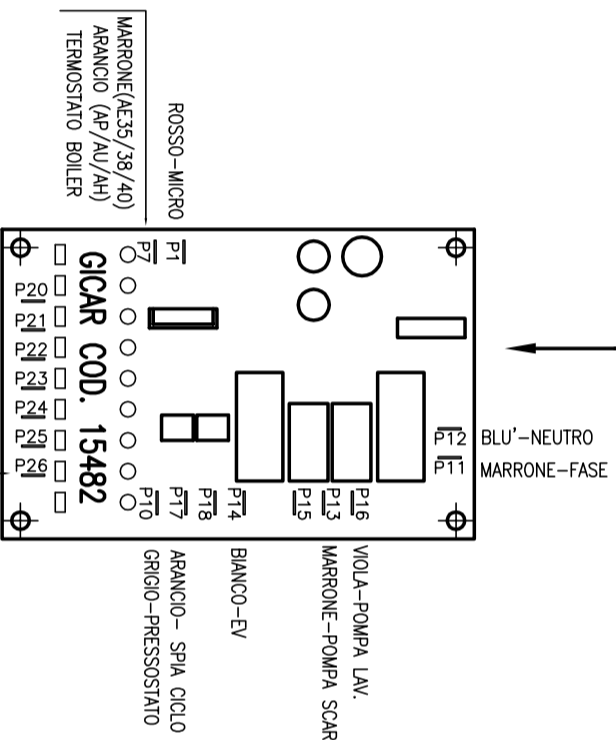 MARRONE(AE35/38/40)
ARANCIO (AP/AU/AH)
TERMOSTATO BOILER
ROSSO-MICRO
P1
P7
GICAR COD. 15482
P20
P21
P22
P23
P24
P25
P26
P12 BLU'-NEUTRO
P11 MARRONE-FASE
P16
P13
P15
P14
P18
P17
P10
VIOLA-POMPA LAV.
MARRONE-POMPA SCAR
BIANCO-EV
ARANCIO- SPIA CICLO
GRIGIO-PRESSOSTATO